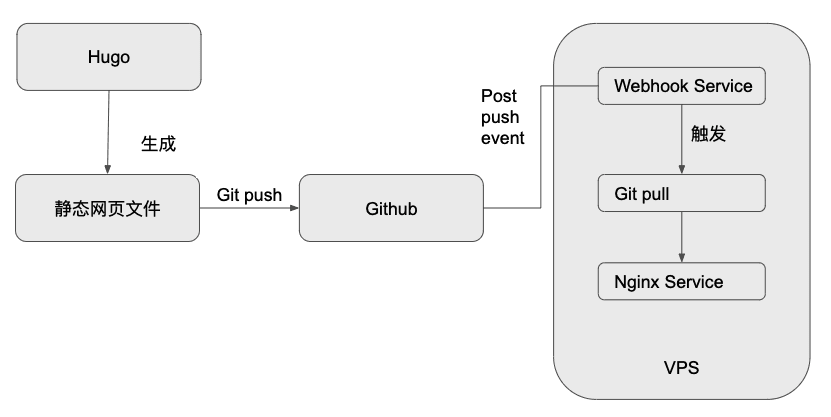 Hugo
生成
静态网页文件
Git push
Github
Post
push
event
Webhook Service
触发
Git pull
Nginx Service
VPS